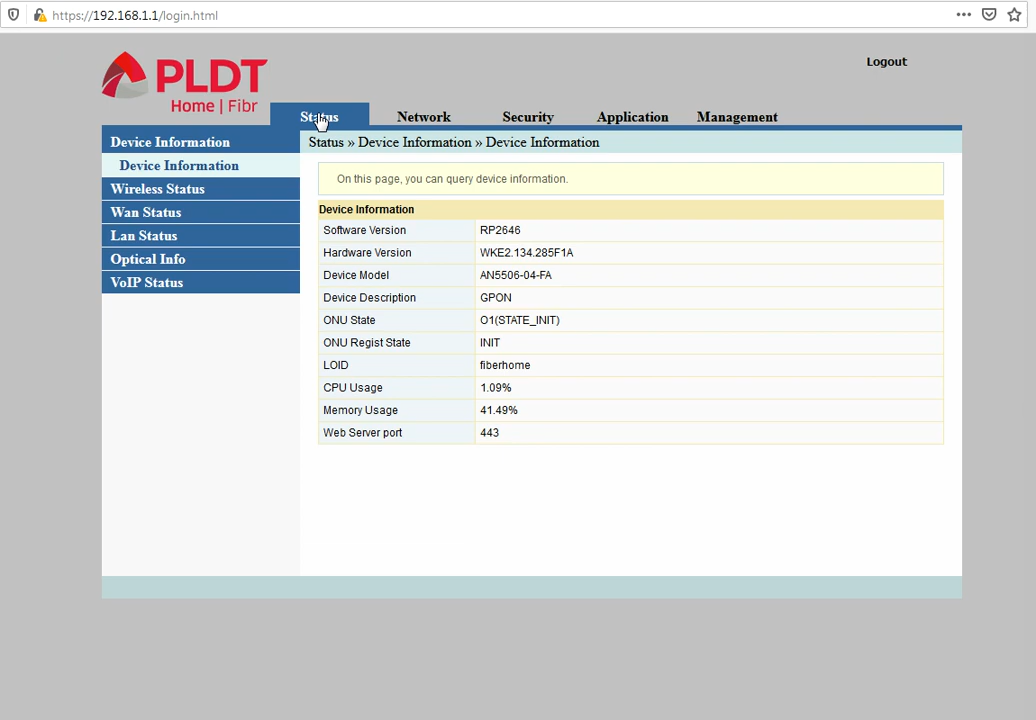 https://192.168.1.1/login.html
Logout
PLDT
Home | Fibr
Status
Network
Security
Application
Management
Device Information
Device Information
Wireless Status
Wan Status
Lan Status
Optical Info
VoIP Status
Status » Device Information » Device Information
On this page, you can query device information.
Device Information
Software Version RP2646
Hardware Version WKE2.134.285F1A
Device Model AN5506-04-FA
Device Description GPON
ONU State O1(STATE_INIT)
ONU Regist State INIT
LOID fiberhome
CPU Usage 1.09%
Memory Usage 41.49%
Web Server port 443